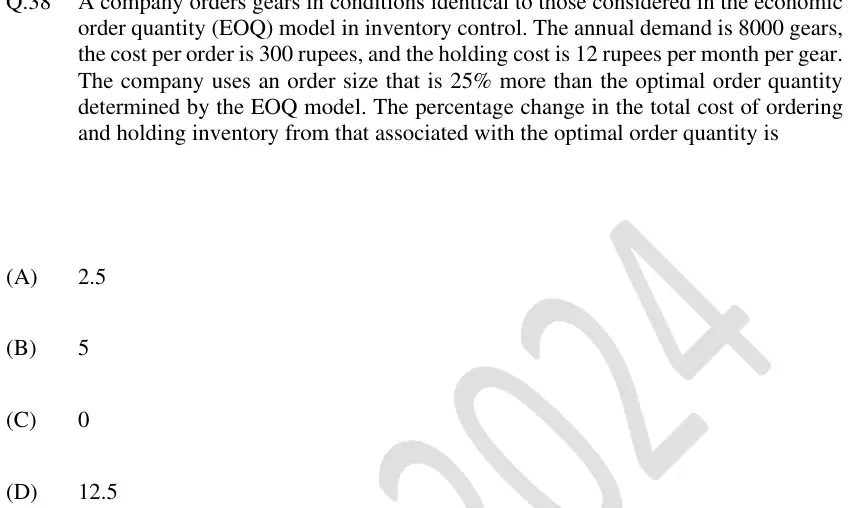 Q.38 A company orders gears in conditions identical to those considered in the economic
order quantity (EOQ) model in inventory control. The annual demand is 8000 gears,
the cost per order is 300 rupees, and the holding cost is 12 rupees per month per gear.
The company uses an order size that is 25% more than the optimal order quantity
determined by the EOQ model. The percentage change in the total cost of ordering
and holding inventory from that associated with the optimal order quantity is
(A) 2.5
(B) 5
(C) 0
(D) 12.5
2024